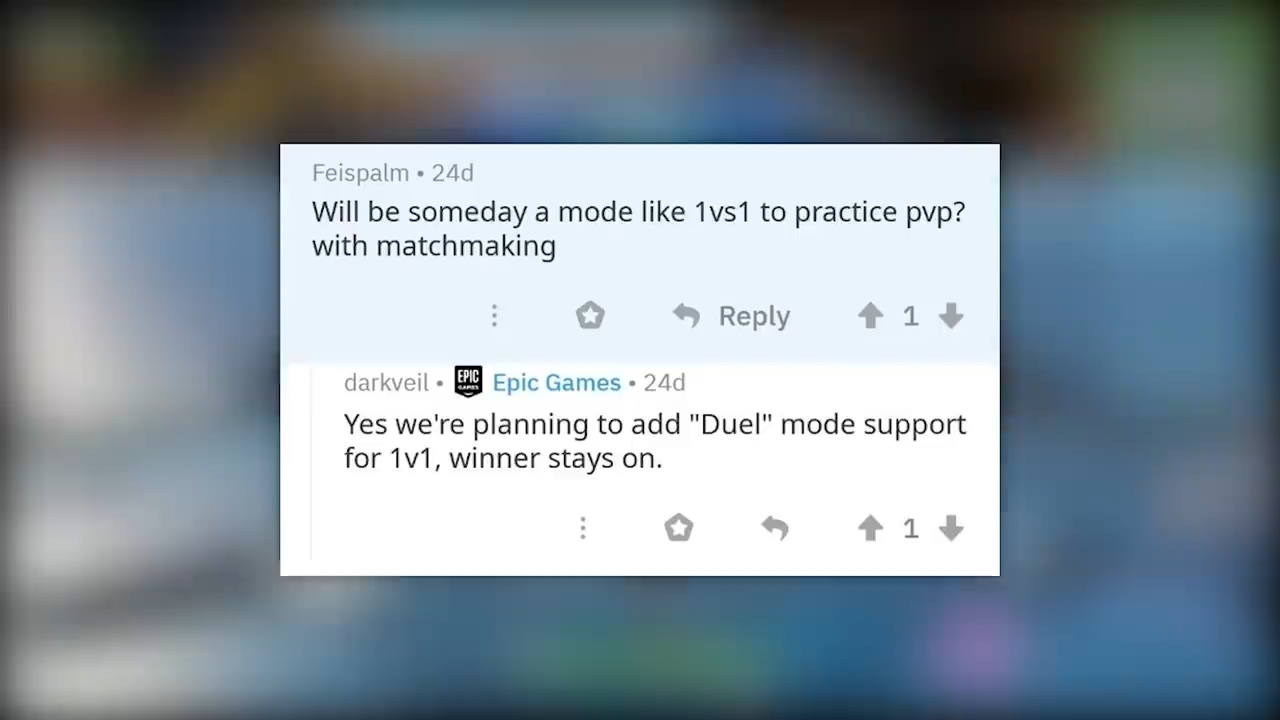 Feispalm • 24d
Will be someday a mode like 1vs1 to practice pvp?
with matchmaking
Reply 1
darkveil • EPIC GAMES Epic Games • 24d
Yes we're planning to add "Duel" mode support
for 1v1, winner stays on.
1